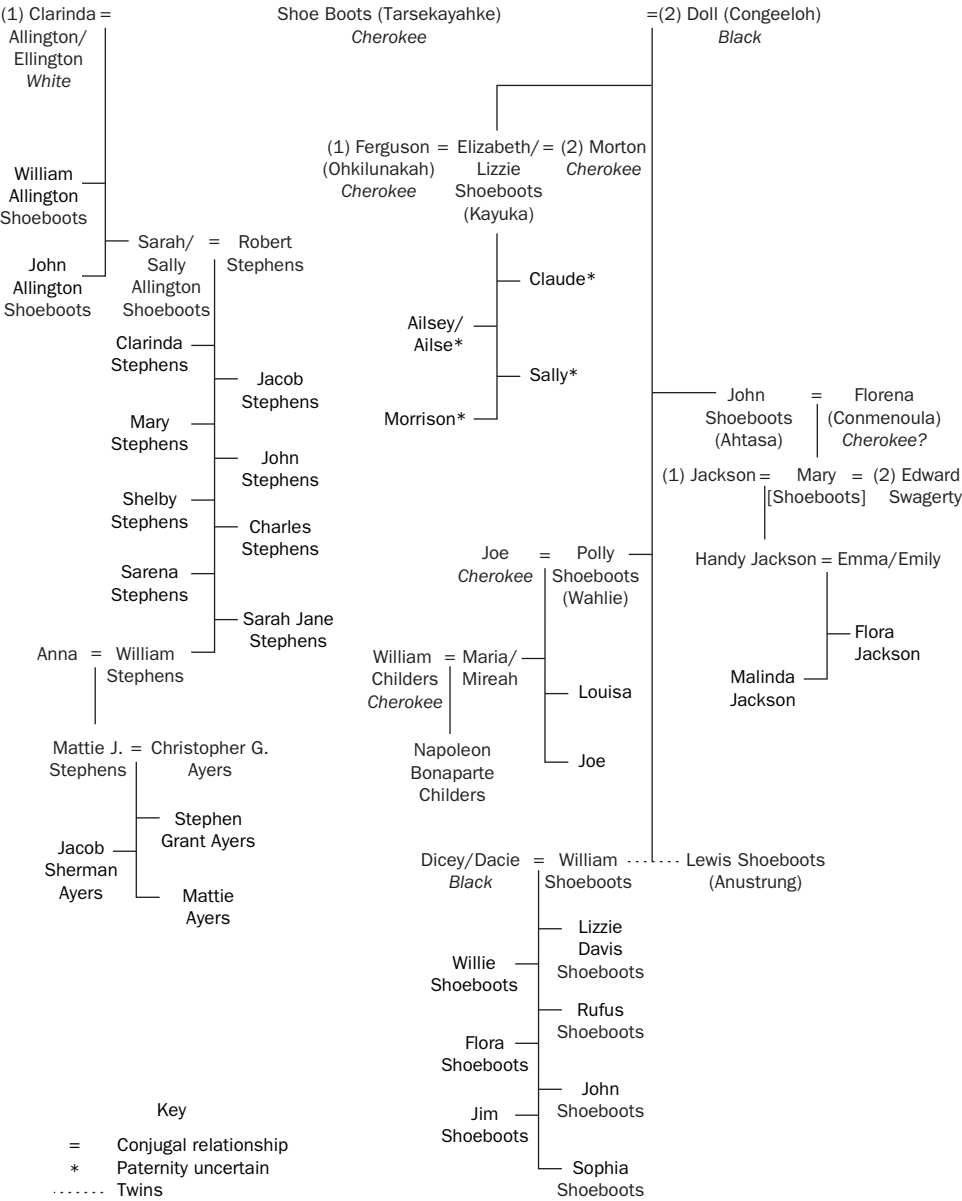 (1) Clarinda =
Allington/
Ellington
White
Shoe Boots (Tarsekayahke)
Cherokee
=(2) Doll (Congeeloh)
Black
William
Allington
Shoeboots
John
Allington
Shoeboots
Sarah/ = Robert
Sally Stephens
Allington
Shoeboots
Clarinda
Stephens
Jacob
Stephens
Mary
Stephens
John
Stephens
Shelby
Stephens
Charles
Stephens
Sarena
Stephens
Sarah Jane
Stephens
Anna = William
Stephens
Mattie J. = Christopher G.
Stephens Ayers
Stephen
Grant Ayers
Jacob
Sherman
Ayers
Mattie
Ayers
(1) Ferguson = Elizabeth/ = (2) Morton
(Ohkilunakah) Lizzie Cherokee
Cherokee Shoeboots
(Kayuka)
Claude*
Ailsey/
Ailse*
Sally*
Morrison*
John = Florena
Shoeboots (Conmenoula)
(Ahtasa) Cherokee?
(1) Jackson = Mary = (2) Edward
[Shoeboots] Swagerty
Handy Jackson = Emma/Emily
Flora
Jackson
Malinda
Jackson
Joe = Polly
Cherokee Shoeboots
(Wahlie)
William = Maria/
Childers Mireah
Cherokee
Louisa
Napoleon
Bonaparte
Childers
Joe
Dicey/Dacie = William ...... Lewis Shoeboots
Black Shoeboots (Anustrung)
Lizzie
Davis
Shoeboots
Willie
Shoeboots
Rufus
Shoeboots
Flora
Shoeboots
John
Shoeboots
Jim
Shoeboots
Sophia
Shoeboots
Key
= Conjugal relationship
* Paternity uncertain
....... Twins